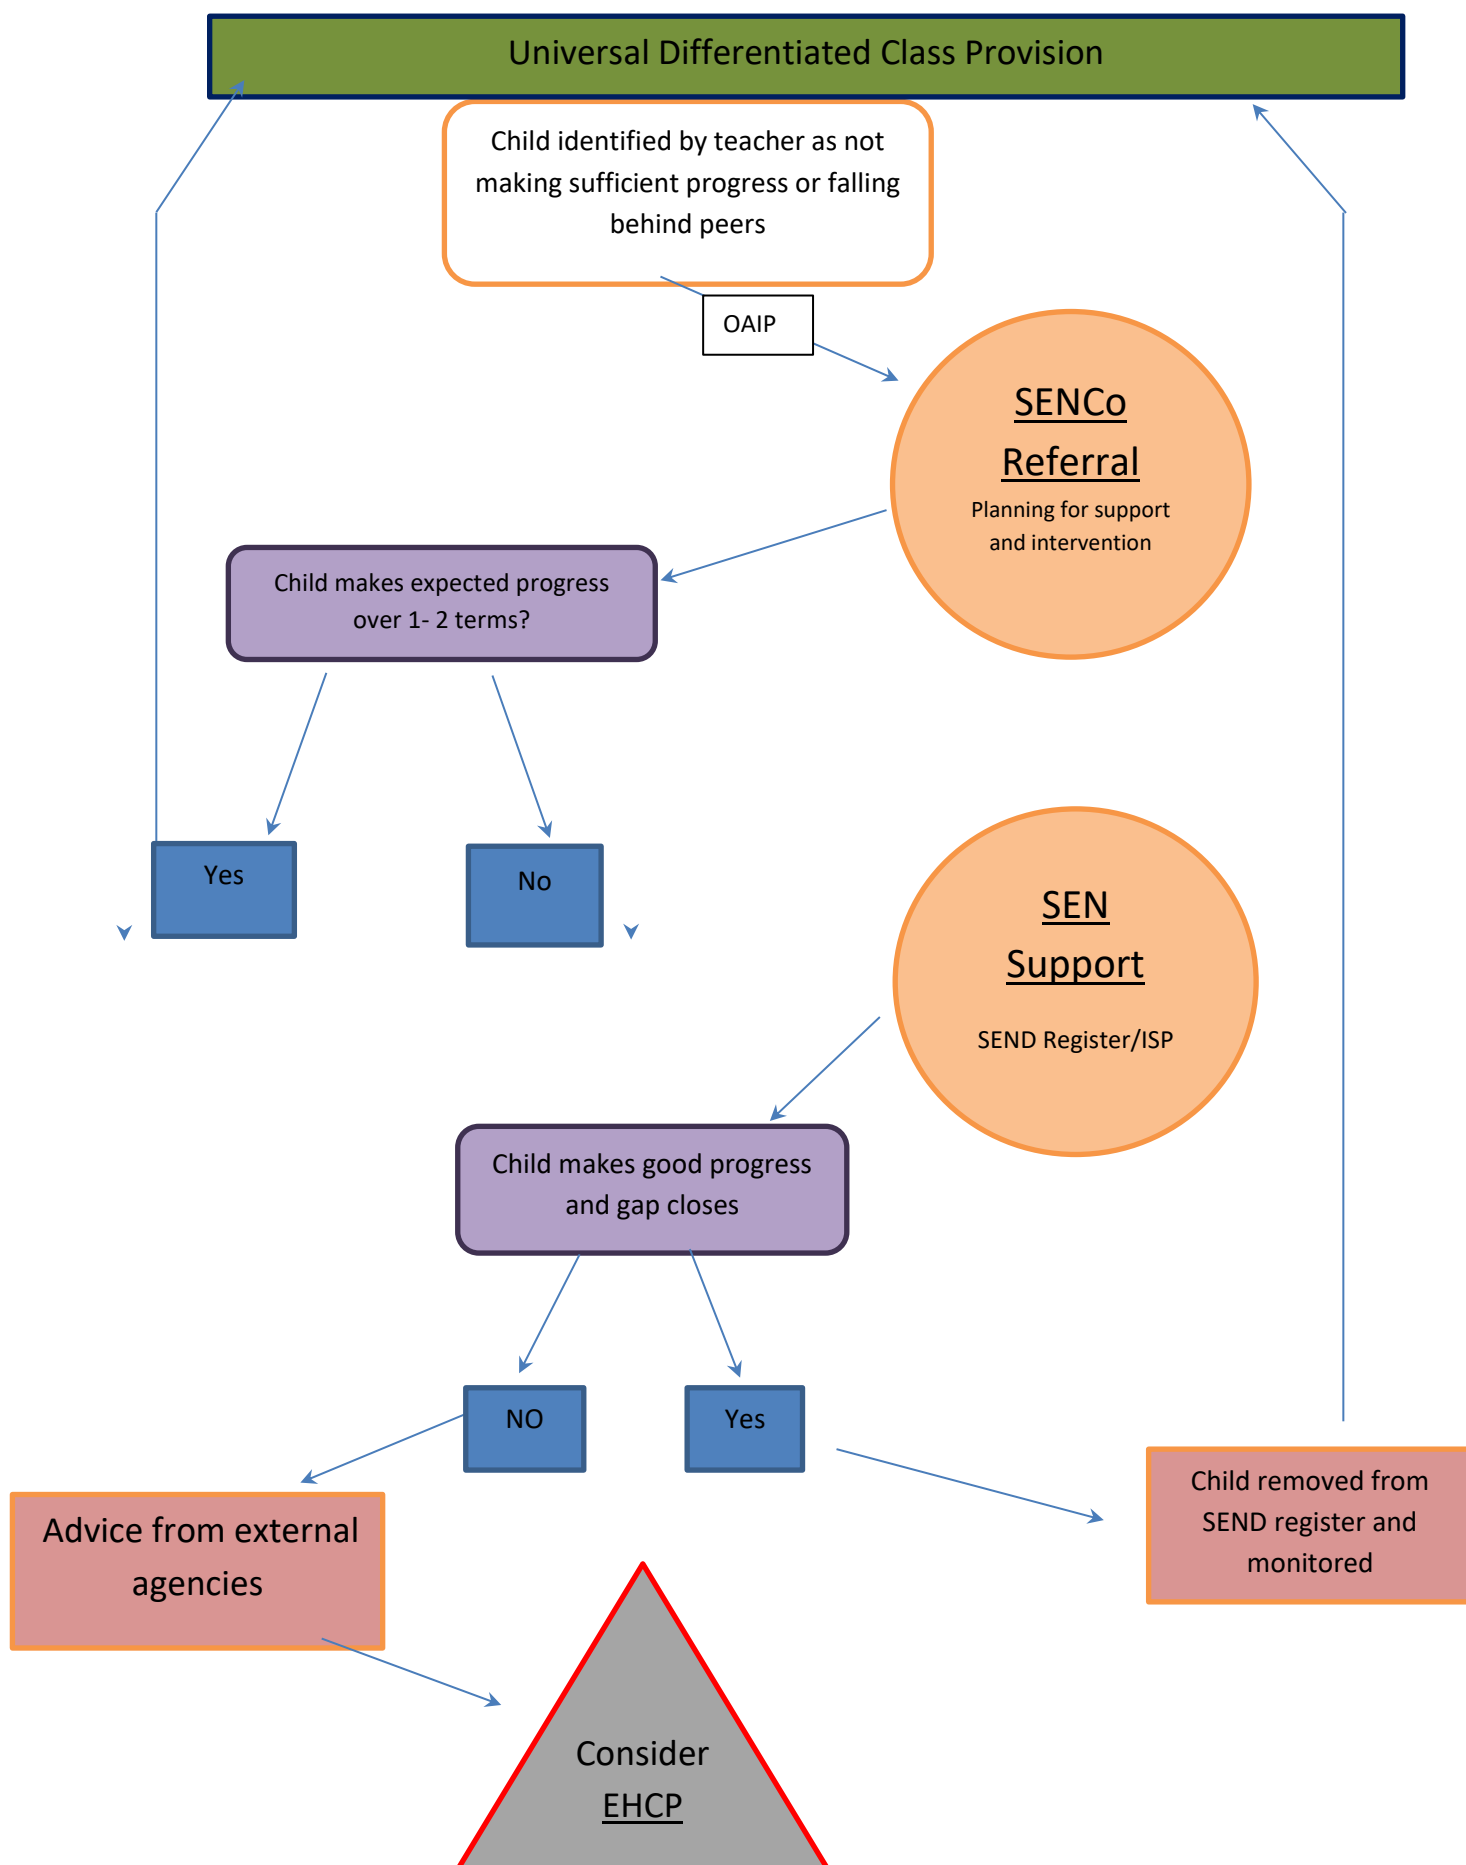 Universal Differentiated Class Provision
Child identified by teacher as not
making sufficient progress or falling
behind peers
OAIP
SENCo
Referral
Planning for support
and intervention
Child makes expected progress
over 1- 2 terms?
Yes
No
SEN
Support
SEND Register/ISP
Child makes good progress
and gap closes
NO
Yes
Child removed from
SEND register and
monitored
Advice from external
agencies
Consider
EHCP